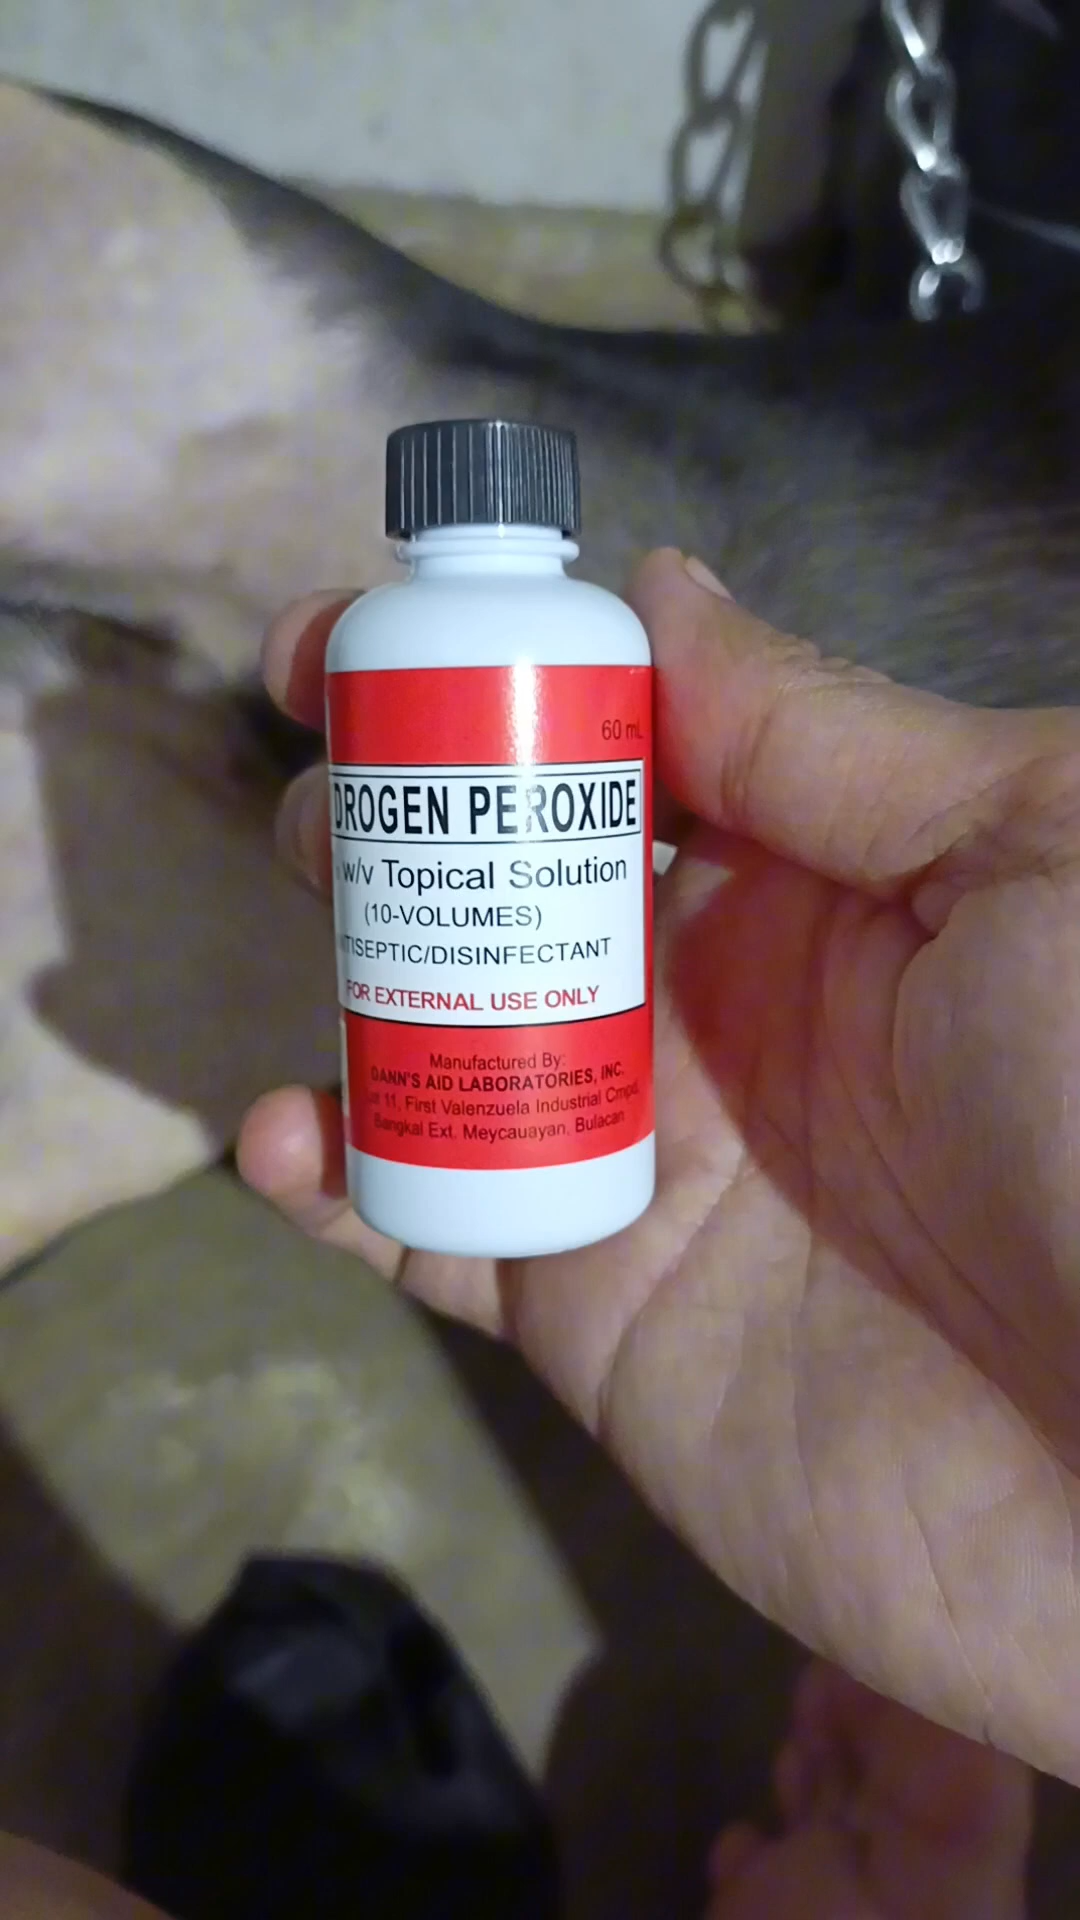 60 mL
DROGEN PEROXIDE
w/v Topical Solution
(10-VOLUMES)
TISEPTIC/DISINFECTANT
FOR EXTERNAL USE ONLY
Manufactured By:
DANN'S AID LABORATORIES, INC.
Lot 11, First Valenzuela Industrial Cmpd.
Bangkal Ext. Meycauayan, Bulacan